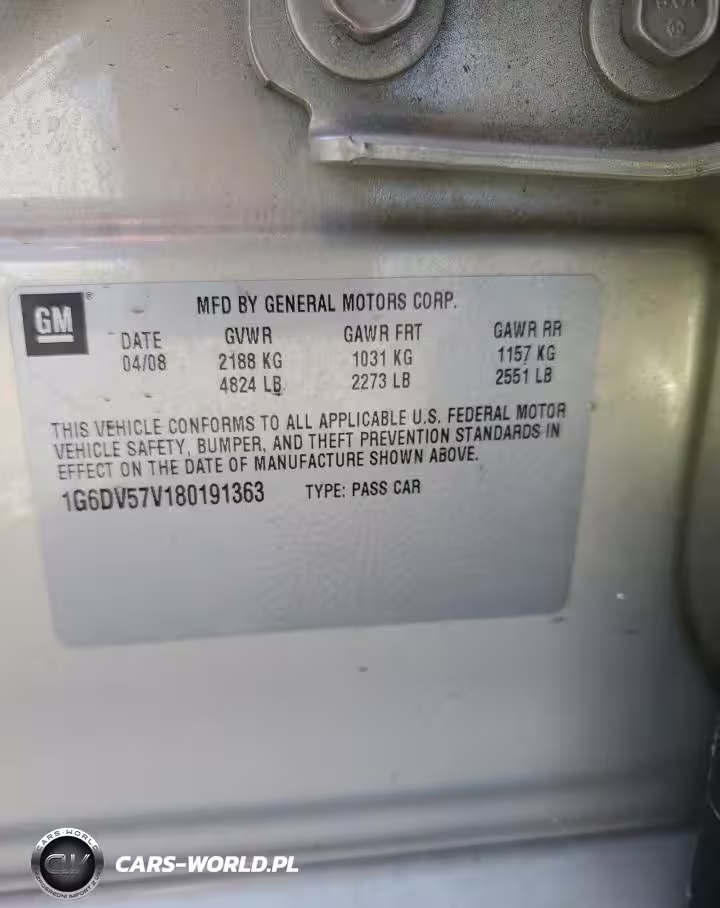 GM®
MFD BY GENERAL MOTORS CORP.
DATE GVWR GAWR FRT GAWR RR
04/08 2188 KG 1031 KG 1157 KG
4824 LB 2273 LB 2551 LB
THIS VEHICLE CONFORMS TO ALL APPLICABLE U.S. FEDERAL MOTOR
VEHICLE SAFETY, BUMPER, AND THEFT PREVENTION STANDARDS IN
EFFECT ON THE DATE OF MANUFACTURE SHOWN ABOVE.
1G6DV57V180191363 TYPE: PASS CAR
CARS-WORLD
CW
CARS-WORLD.PL